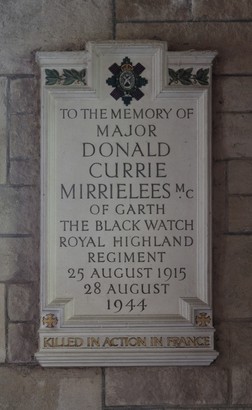 TO THE MEMORY OF
MAJOR
DONALD
CURRIE
MIRRIELEES M.C
OF GARTH
THE BLACK WATCH
ROYAL HIGHLAND
REGIMENT
25 AUGUST 1915
28 AUGUST
1944
KILLED IN ACTION IN FRANCE